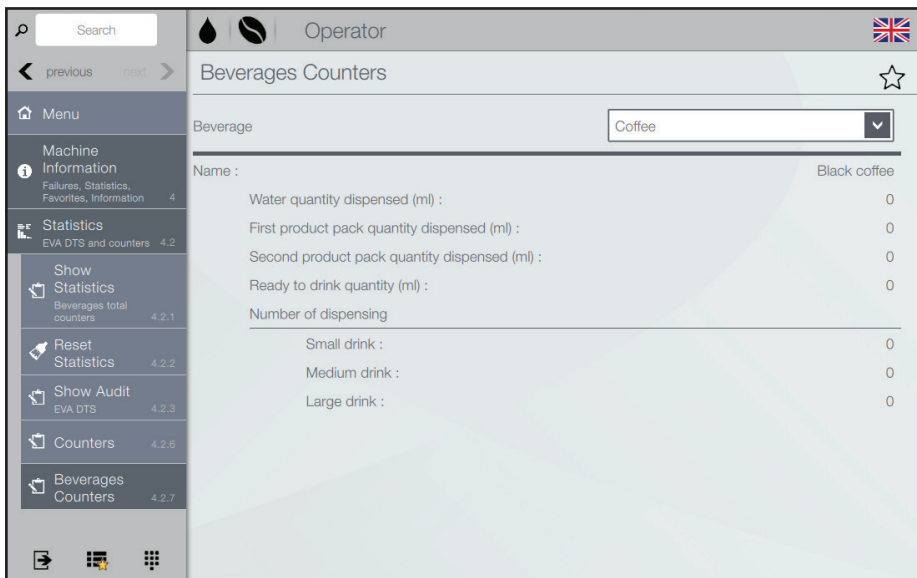 Search
previous
next
Menu
Machine
Information
Failures, Statistics,
Favorites, Information 4
Statistics
EVA DTS and counters 4.2
Show
Statistics
Beverages total
counters 4.2.1
Reset
Statistics 4.2.2
Show Audit
EVA DTS 4.2.3
Counters 4.2.6
Beverages
Counters 4.2.7
Operator
Beverages Counters
Beverage Coffee
Name : Black coffee
Water quantity dispensed (ml) : 0
First product pack quantity dispensed (ml) : 0
Second product pack quantity dispensed (ml) : 0
Ready to drink quantity (ml) : 0
Number of dispensing
Small drink : 0
Medium drink : 0
Large drink : 0